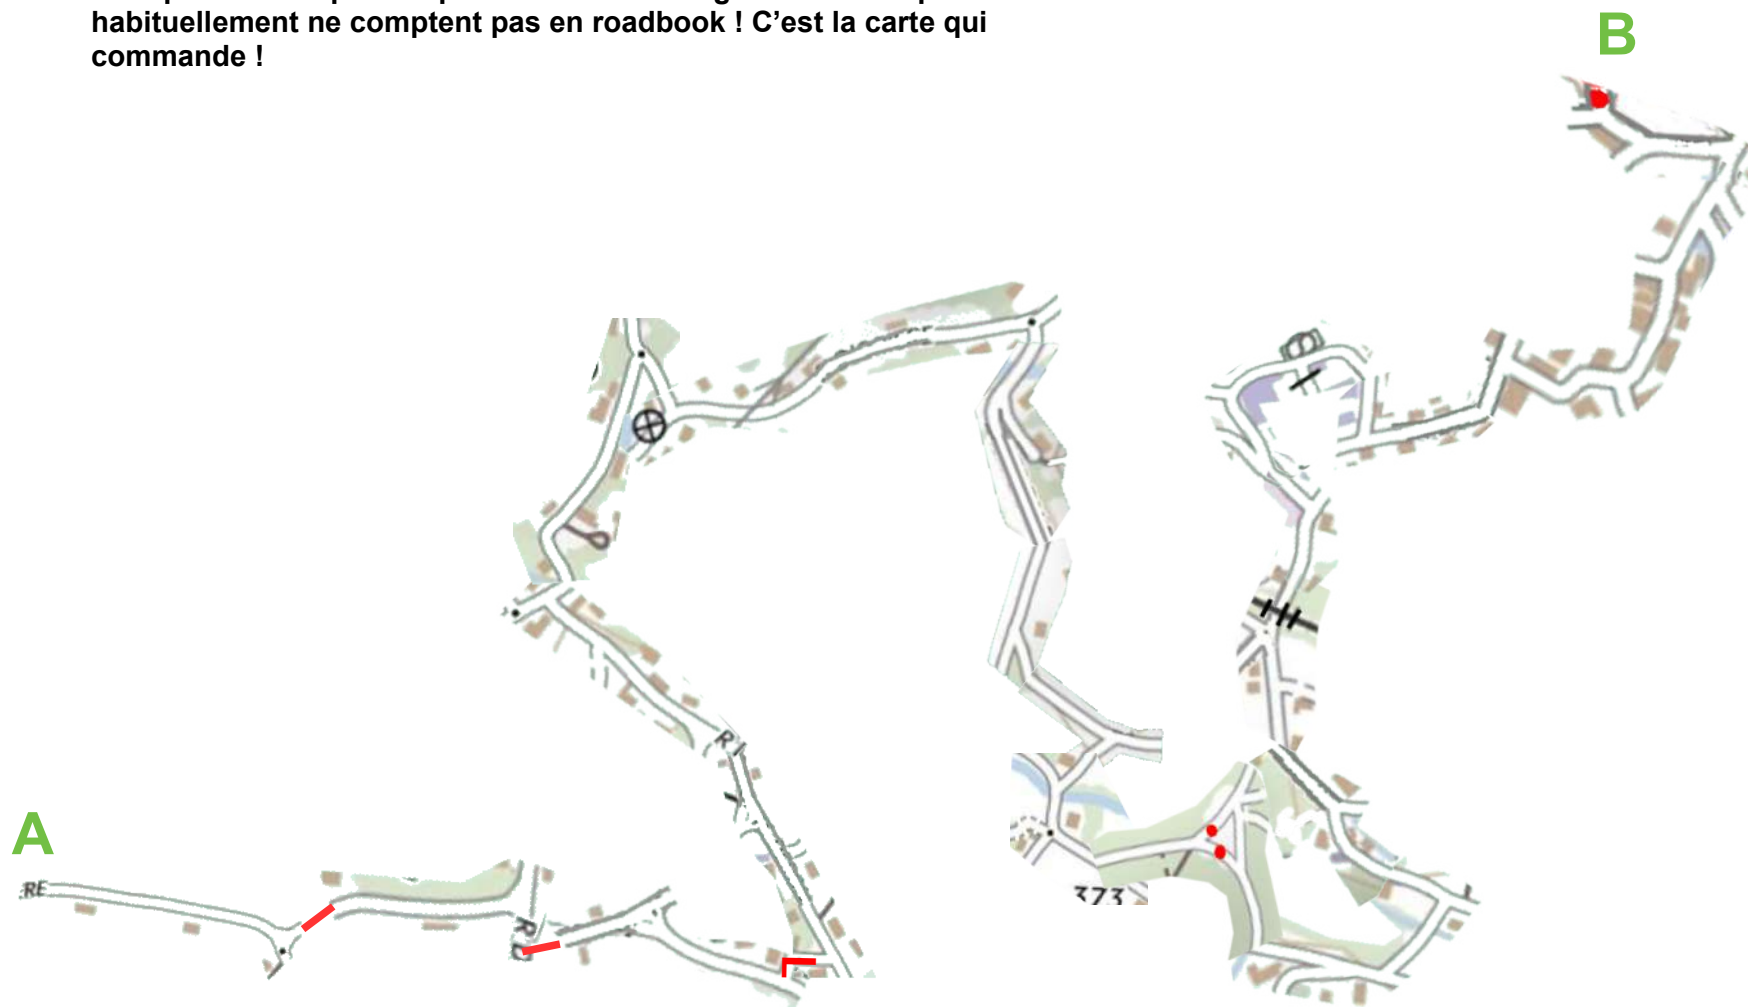 habituellement ne comptent pas en roadbook ! C’est la carte qui
commande !
B
A
RE
R
D
R I
373